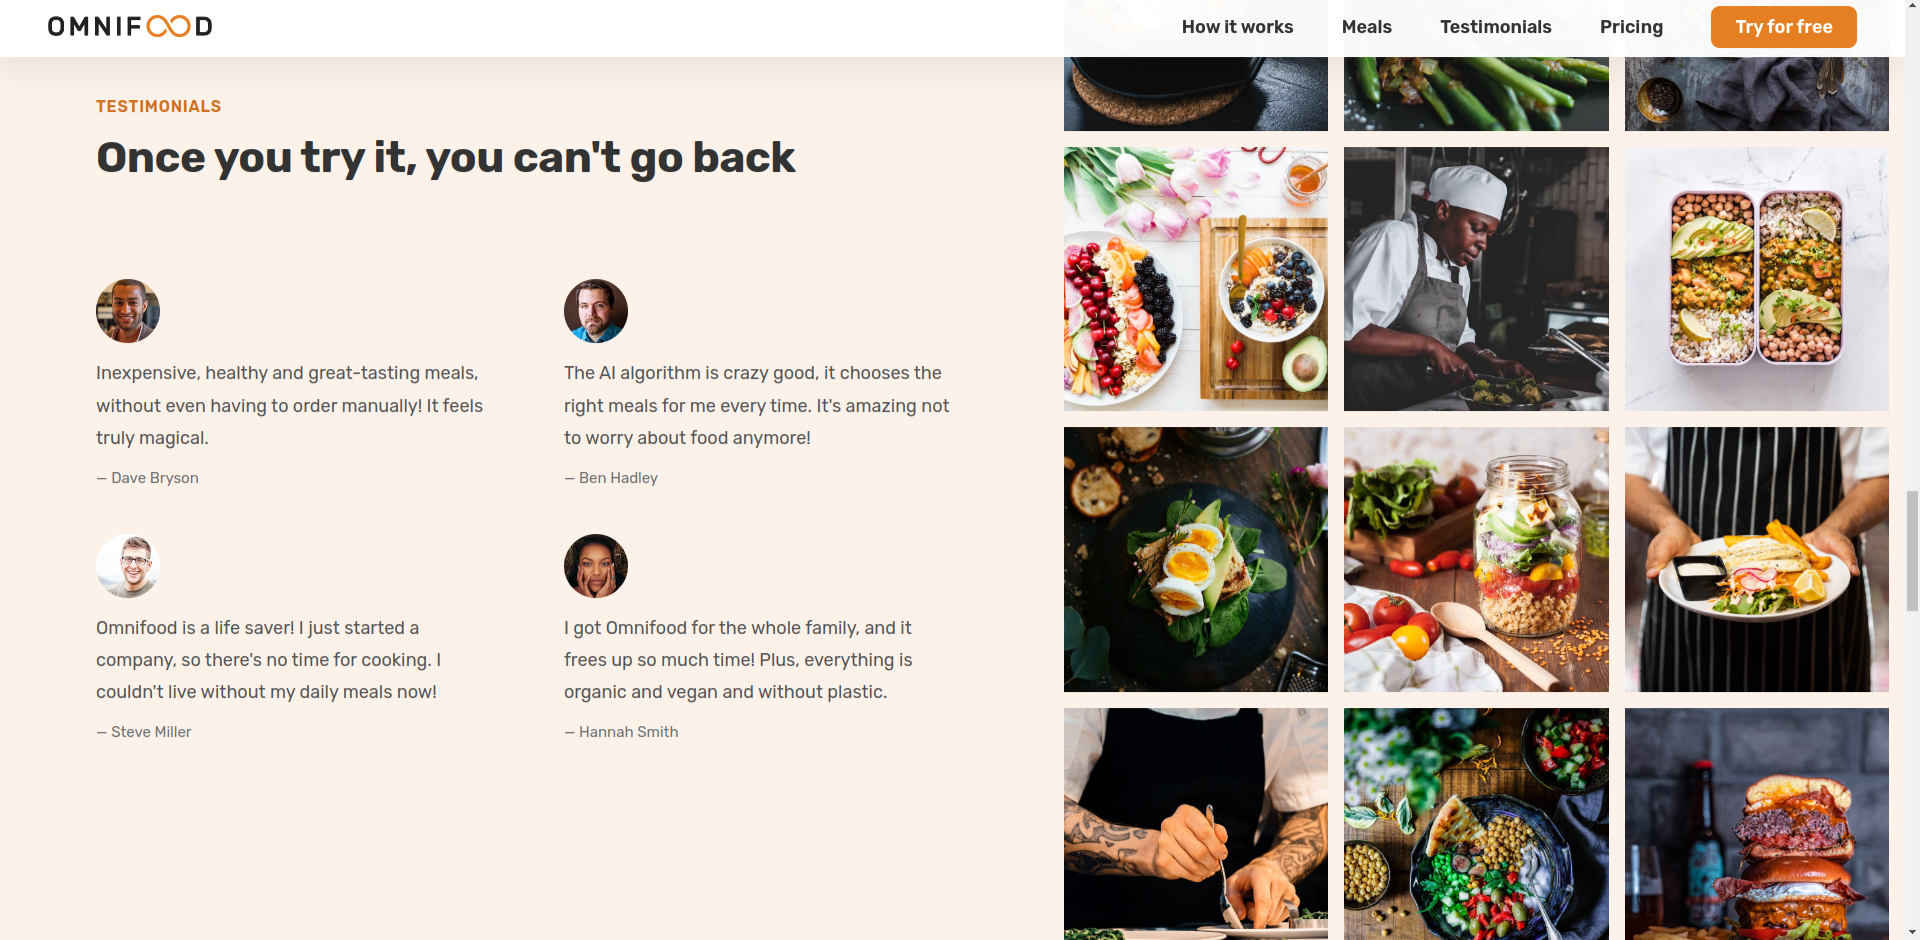 OMNIFOOD
How it works
Meals
Testimonials
Pricing
Try for free
TESTIMONIALS
Once you try it, you can't go back
Inexpensive, healthy and great-tasting meals,
without even having to order manually! It feels
truly magical.
— Dave Bryson
The AI algorithm is crazy good, it chooses the
right meals for me every time. It's amazing not
to worry about food anymore!
— Ben Hadley
Omnifood is a life saver! I just started a
company, so there's no time for cooking. I
couldn't live without my daily meals now!
— Steve Miller
I got Omnifood for the whole family, and it
frees up so much time! Plus, everything is
organic and vegan and without plastic.
— Hannah Smith